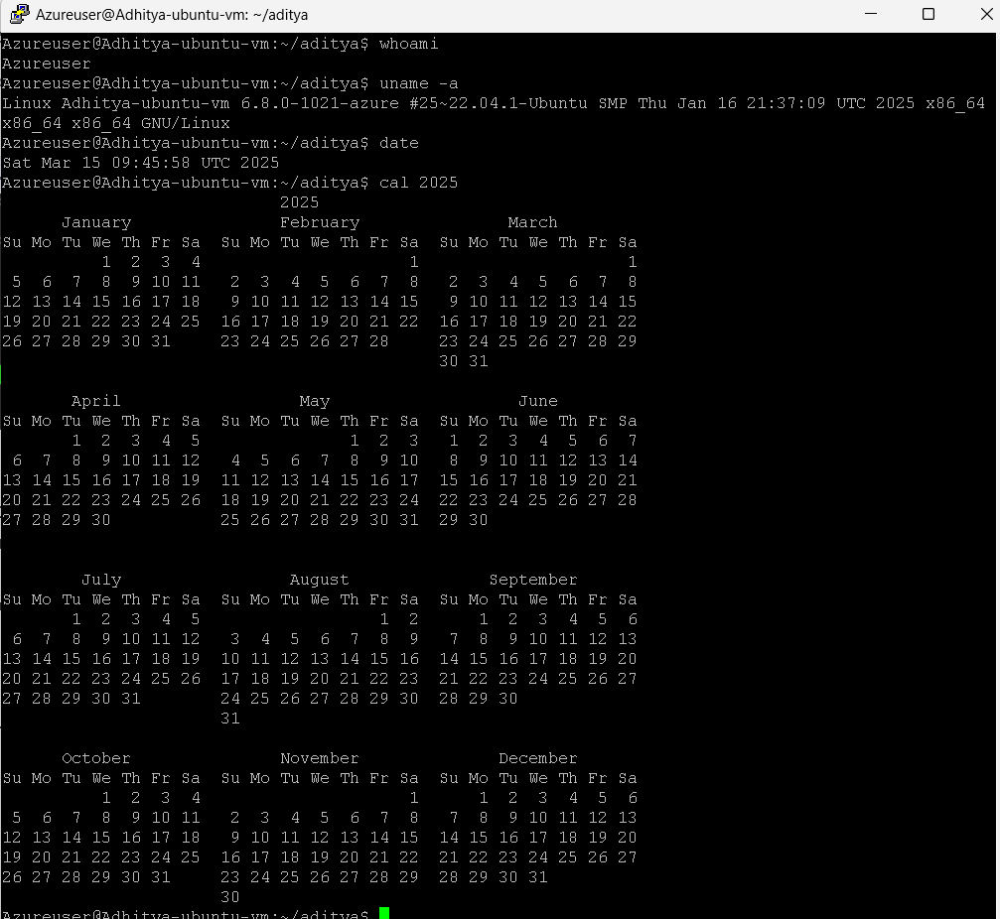 Azureuser@Adhitya-ubuntu-vm: ~/aditya
Azureuser@Adhitya-ubuntu-vm:~/aditya$ whoami
Azureuser
Azureuser@Adhitya-ubuntu-vm:~/aditya$ uname -a
Linux Adhitya-ubuntu-vm 6.8.0-1021-azure #25~22.04.1-Ubuntu SMP Thu Jan 16 21:37:09 UTC 2025 x86_64
x86_64 x86_64 GNU/Linux
Azureuser@Adhitya-ubuntu-vm:~/aditya$ date
Sat Mar 15 09:45:58 UTC 2025
Azureuser@Adhitya-ubuntu-vm:~/aditya$ cal 2025
                            2025
      January               February               March
Su Mo Tu We Th Fr Sa  Su Mo Tu We Th Fr Sa  Su Mo Tu We Th Fr Sa
          1  2  3  4                     1                     1
 5  6  7  8  9 10 11   2  3  4  5  6  7  8   2  3  4  5  6  7  8
12 13 14 15 16 17 18   9 10 11 12 13 14 15   9 10 11 12 13 14 15
19 20 21 22 23 24 25  16 17 18 19 20 21 22  16 17 18 19 20 21 22
26 27 28 29 30 31     23 24 25 26 27 28     23 24 25 26 27 28 29
                                            30 31
       April                  May                   June
Su Mo Tu We Th Fr Sa  Su Mo Tu We Th Fr Sa  Su Mo Tu We Th Fr Sa
       1  2  3  4  5               1  2  3   1  2  3  4  5  6  7
 6  7  8  9 10 11 12   4  5  6  7  8  9 10   8  9 10 11 12 13 14
13 14 15 16 17 18 19  11 12 13 14 15 16 17  15 16 17 18 19 20 21
20 21 22 23 24 25 26  18 19 20 21 22 23 24  22 23 24 25 26 27 28
27 28 29 30           25 26 27 28 29 30 31  29 30
        July                 August              September
Su Mo Tu We Th Fr Sa  Su Mo Tu We Th Fr Sa  Su Mo Tu We Th Fr Sa
       1  2  3  4  5                  1  2      1  2  3  4  5  6
 6  7  8  9 10 11 12   3  4  5  6  7  8  9   7  8  9 10 11 12 13
13 14 15 16 17 18 19  10 11 12 13 14 15 16  14 15 16 17 18 19 20
20 21 22 23 24 25 26  17 18 19 20 21 22 23  21 22 23 24 25 26 27
27 28 29 30 31        24 25 26 27 28 29 30  28 29 30
                      31
      October               November              December
Su Mo Tu We Th Fr Sa  Su Mo Tu We Th Fr Sa  Su Mo Tu We Th Fr Sa
          1  2  3  4                     1      1  2  3  4  5  6
 5  6  7  8  9 10 11   2  3  4  5  6  7  8   7  8  9 10 11 12 13
12 13 14 15 16 17 18   9 10 11 12 13 14 15  14 15 16 17 18 19 20
19 20 21 22 23 24 25  16 17 18 19 20 21 22  21 22 23 24 25 26 27
26 27 28 29 30 31     23 24 25 26 27 28 29  28 29 30 31
                      30
Azureuser@Adhitya-ubuntu-vm:~/aditya$